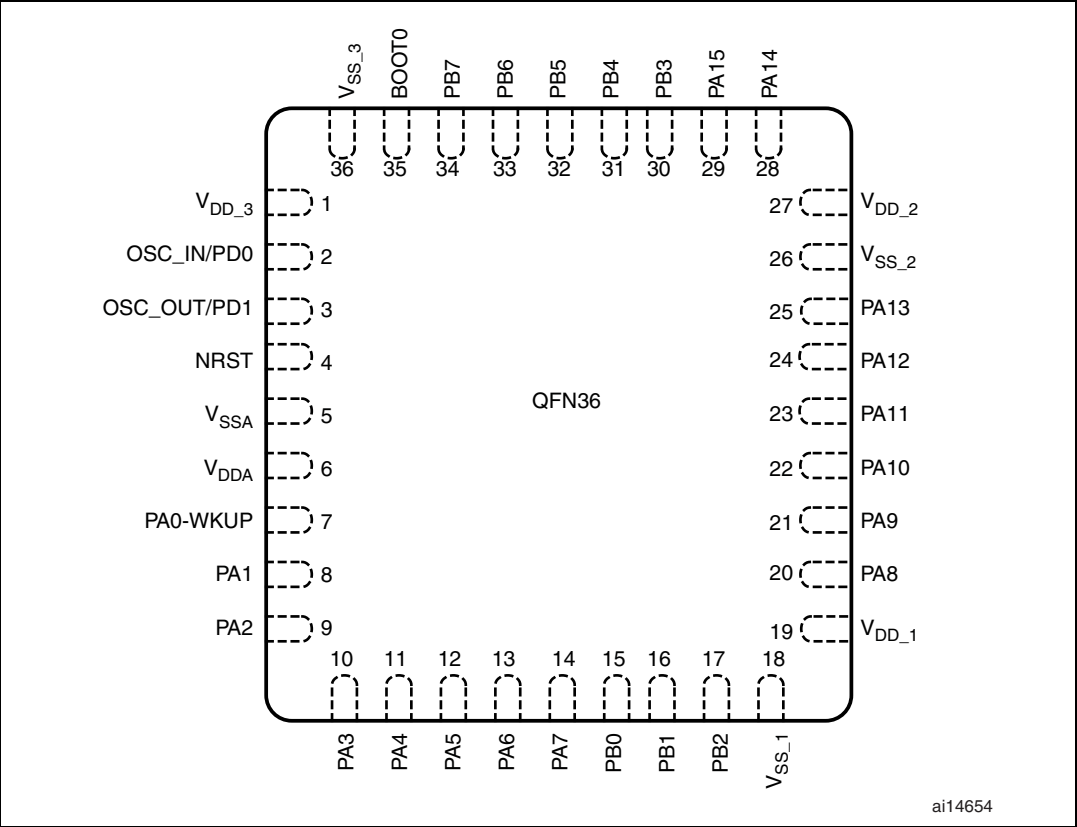 VSS_3
BOOT0
PB7
PB6
PB5
PB4
PB3
PA15
PA14
36
35
34
33
32
31
30
29
28
VDD_3 1
27 VDD_2
OSC_IN/PD0 2
26 VSS_2
OSC_OUT/PD1 3
25 PA13
NRST 4
24 PA12
VSSA 5
QFN36
23 PA11
VDDA 6
22 PA10
PA0-WKUP 7
21 PA9
PA1 8
20 PA8
PA2 9
19 VDD_1
10
11
12
13
14
15
16
17
18
PA3
PA4
PA5
PA6
PA7
PB0
PB1
PB2
VSS_1
ai14654